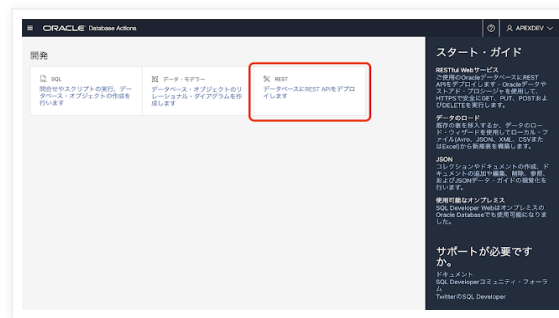 ORACLE Database Actions
APEXDEV
開発
SQL
問合せやスクリプトの実行、デー
タベース・オブジェクトの作成を
行います
データ・モデラー
データベース・オブジェクトのリ
レーショナル・ダイアグラムを作
成します
REST
データベースにREST APIをデプロ
イします
スタート・ガイド
RESTful Webサービス
ご使用のOracleデータベースにREST
APIをデプロイします - Oracleデータや
ストアド・プロシージャを使用して、
HTTPSで安全にGET、PUT、POSTおよ
びDELETEを実行します。
データのロード
既存の表を移入するか、データのロー
ド・ウィザードを使用してローカル・フ
ァイル(Avro、JSON、XML、CSVまた
はExcel)から新規表を構築します。
JSON
コレクションやドキュメントの作成、ド
キュメントの追加や編集、削除、参照、
およびJSONデータ・ガイドの視覚化を
行います。
使用可能なオンプレミス
SQL Developer Webはオンプレミスの
Oracle Databaseでも使用可能になりま
した。
サポートが必要です
か。
ドキュメント
SQL Developerコミュニティ・フォーラ
ム
TwitterのSQL Developer